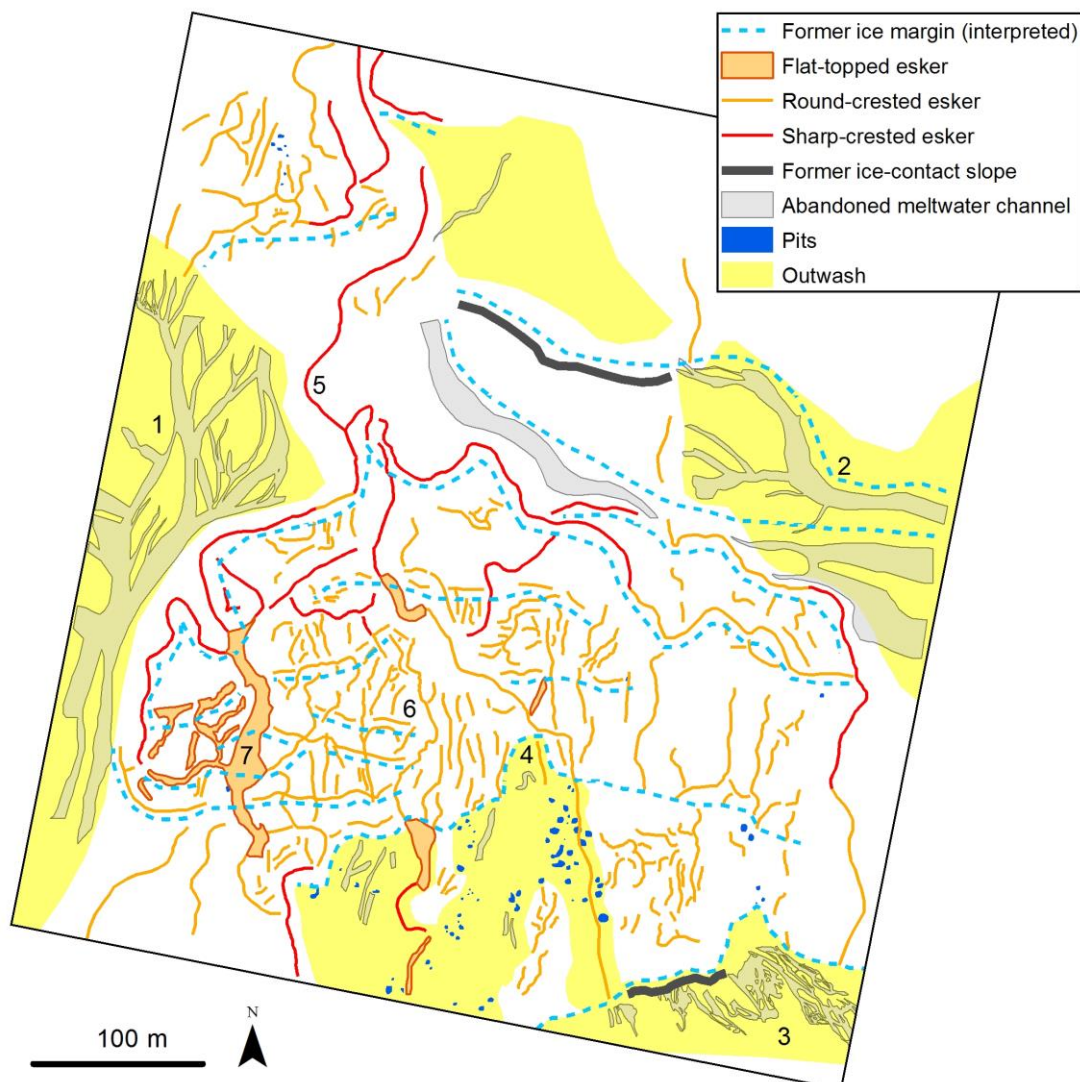 Former ice margin (interpreted)
Flat-topped esker
Round-crested esker
Sharp-crested esker
Former ice-contact slope
Abandoned meltwater channel
Pits
Outwash
5
1
2
6
7
4
3
100 m
N